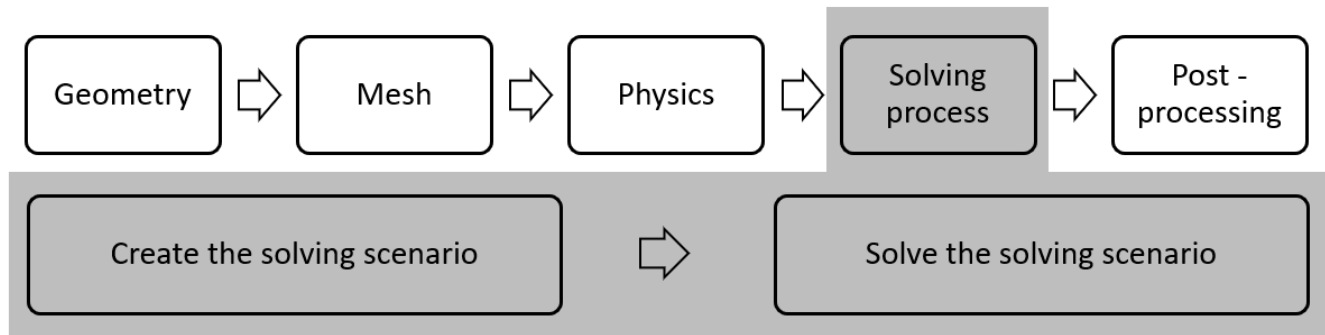 Geometry
Mesh
Physics
Solving
process
Post -
processing
Create the solving scenario
Solve the solving scenario